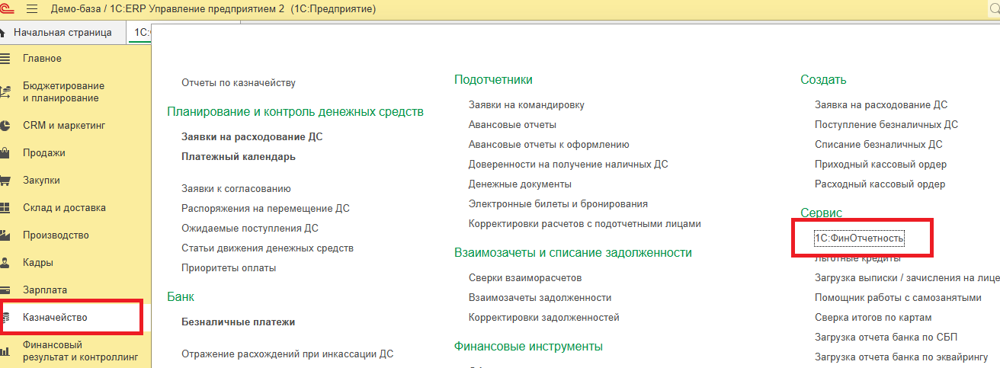 Демо-база / 1С:ERP Управление предприятием 2 (1С:Предприятие)
Начальная страница
1С:
Главное
Бюджетирование
и планирование
CRM и маркетинг
Продажи
Закупки
Склад и доставка
Производство
Кадры
Зарплата
Казначейство
Финансовый
результат и контроллинг
Отчеты по казначейству
Планирование и контроль денежных средств
Заявки на расходование ДС
Платежный календарь
Заявки к согласованию
Распоряжения на перемещение ДС
Ожидаемые поступления ДС
Статьи движения денежных средств
Приоритеты оплаты
Банк
Безналичные платежи
Отражение расхождений при инкассации ДС
Подотчетники
Заявки на командировку
Авансовые отчеты
Авансовые отчеты к оформлению
Доверенности на получение наличных ДС
Денежные документы
Электронные билеты и бронирования
Корректировки расчетов с подотчетными лицами
Взаимозачеты и списание задолженности
Сверки взаиморасчетов
Взаимозачеты задолженности
Корректировки задолженностей
Финансовые инструменты
Создать
Заявка на расходование ДС
Поступление безналичных ДС
Списание безналичных ДС
Приходный кассовый ордер
Расходный кассовый ордер
Сервис
1С:ФинОтчетность
Льготные кредиты
Загрузка выписки / зачисления на лице
Помощник работы с самозанятыми
Сверка итогов по картам
Загрузка отчета банка по СБП
Загрузка отчета банка по эквайрингу